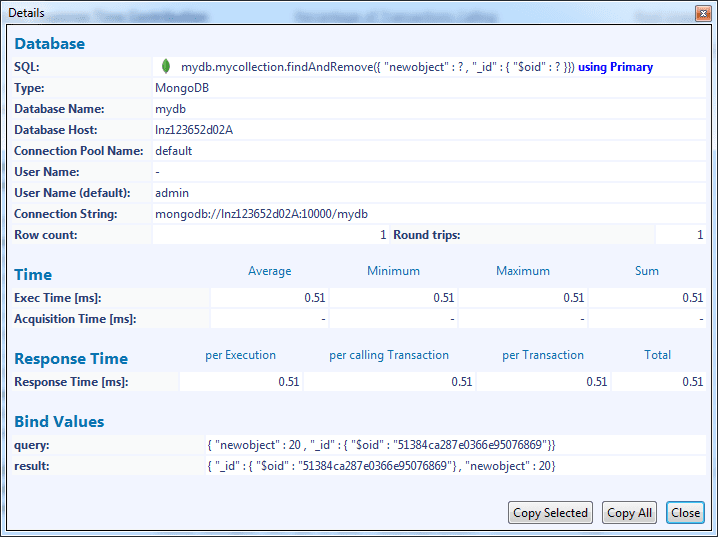 Details
Database
SQL: mydb.mycollection.findAndRemove({ "newobject" : ? , "_id" : { "$oid" : ? }}) using Primary
Type: MongoDB
Database Name: mydb
Database Host: lnz123652d02A
Connection Pool Name: default
User Name: -
User Name (default): admin
Connection String: mongodb://lnz123652d02A:10000/mydb
Row count: 1 Round trips: 1
Time Average Minimum Maximum Sum
Exec Time [ms]: 0.51 0.51 0.51 0.51
Acquisition Time [ms]: - - - -
Response Time per Execution per calling Transaction per Transaction Total
Response Time [ms]: 0.51 0.51 0.51 0.51
Bind Values
query: { "newobject" : 20 , "_id" : { "$oid" : "51384ca287e0366e95076869"}}
result: { "_id" : { "$oid" : "51384ca287e0366e95076869"} , "newobject" : 20}
Copy Selected Copy All Close